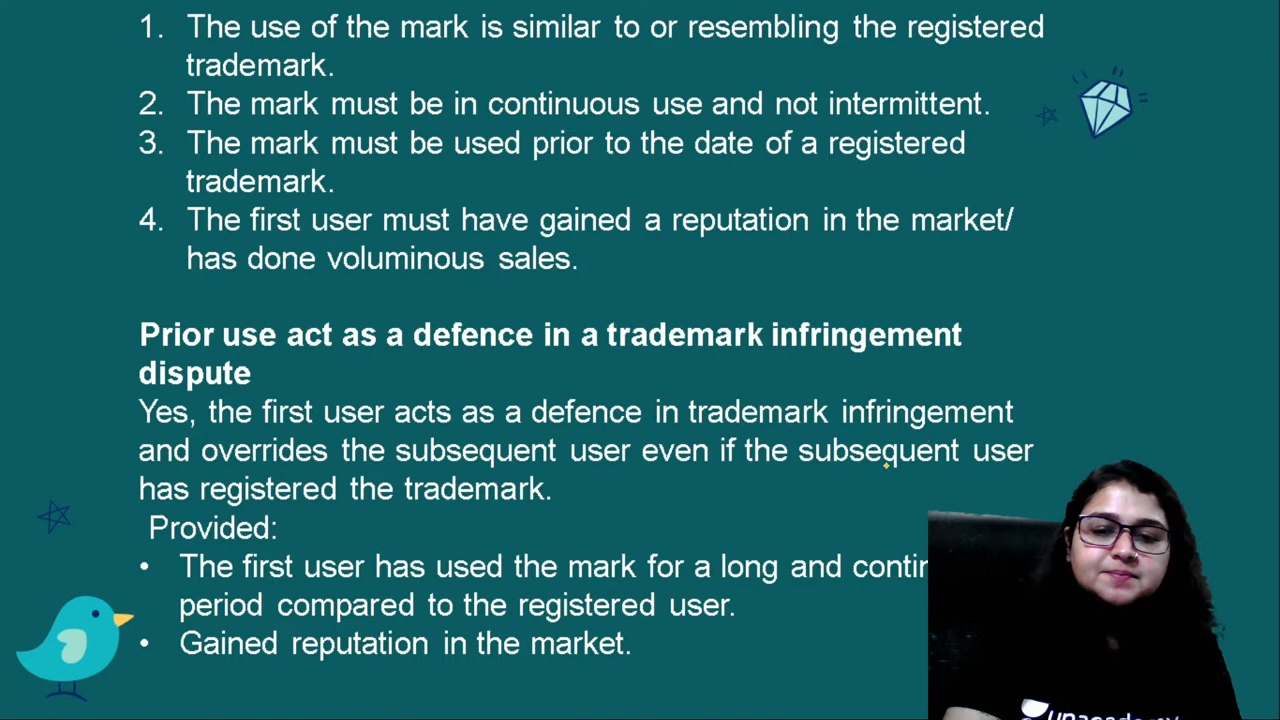 1. The use of the mark is similar to or resembling the registered
trademark.
2. The mark must be in continuous use and not intermittent.
3. The mark must be used prior to the date of a registered
trademark.
4. The first user must have gained a reputation in the market/
has done voluminous sales.
Prior use act as a defence in a trademark infringement
dispute
Yes, the first user acts as a defence in trademark infringement
and overrides the subsequent user even if the subsequent user
has registered the trademark.
Provided:
• The first user has used the mark for a long and contin
period compared to the registered user.
• Gained reputation in the market.